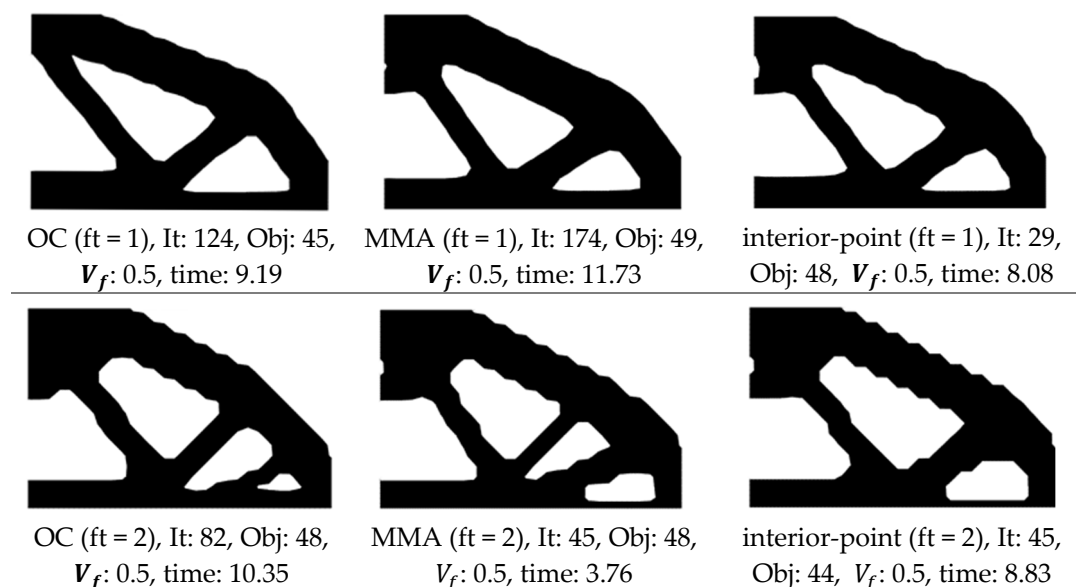 OC (ft = 1), It: 124, Obj: 45,
V_f: 0.5, time: 9.19
MMA (ft = 1), It: 174, Obj: 49,
V_f: 0.5, time: 11.73
interior-point (ft = 1), It: 29,
Obj: 48, V_f: 0.5, time: 8.08
OC (ft = 2), It: 82, Obj: 48,
V_f: 0.5, time: 10.35
MMA (ft = 2), It: 45, Obj: 48,
V_f: 0.5, time: 3.76
interior-point (ft = 2), It: 45,
Obj: 44, V_f: 0.5, time: 8.83